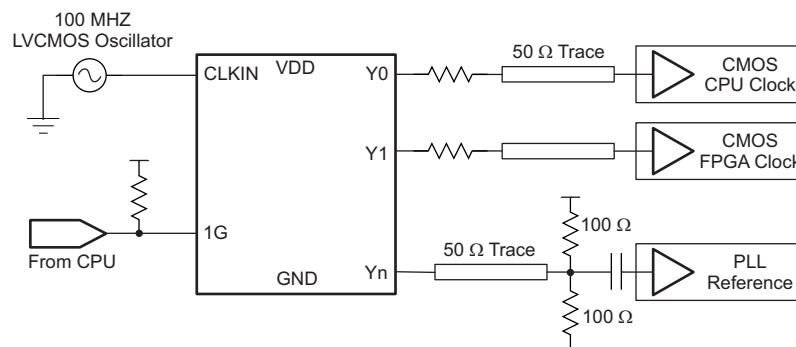 100 MHZ
LVCMOS Oscillator
CLKIN
VDD
Y0
50 Ω Trace
CMOS
CPU Clock
Y1
CMOS
FPGA Clock
1G
From CPU
GND
Yn
50 Ω Trace
100 Ω
100 Ω
PLL
Reference